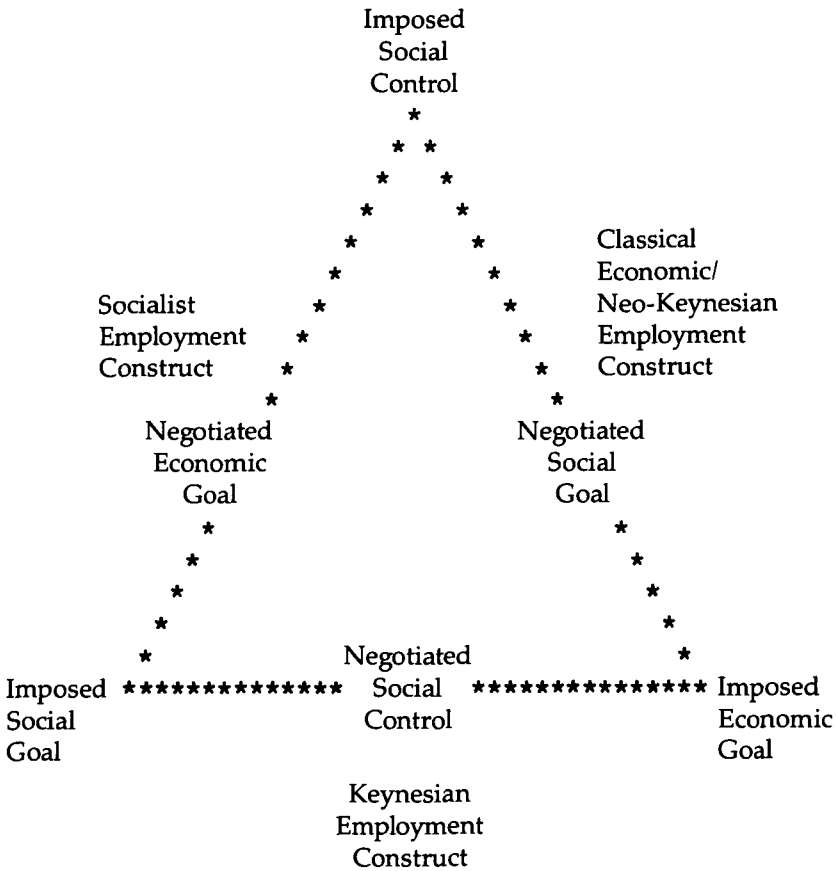 Imposed
Social
Control
Classical
Economic/
Neo-Keynesian
Employment
Construct
Socialist
Employment
Construct
Negotiated
Economic
Goal
Negotiated
Social
Goal
Imposed
Social
Goal
Negotiated
Social
Control
Imposed
Economic
Goal
Keynesian
Employment
Construct